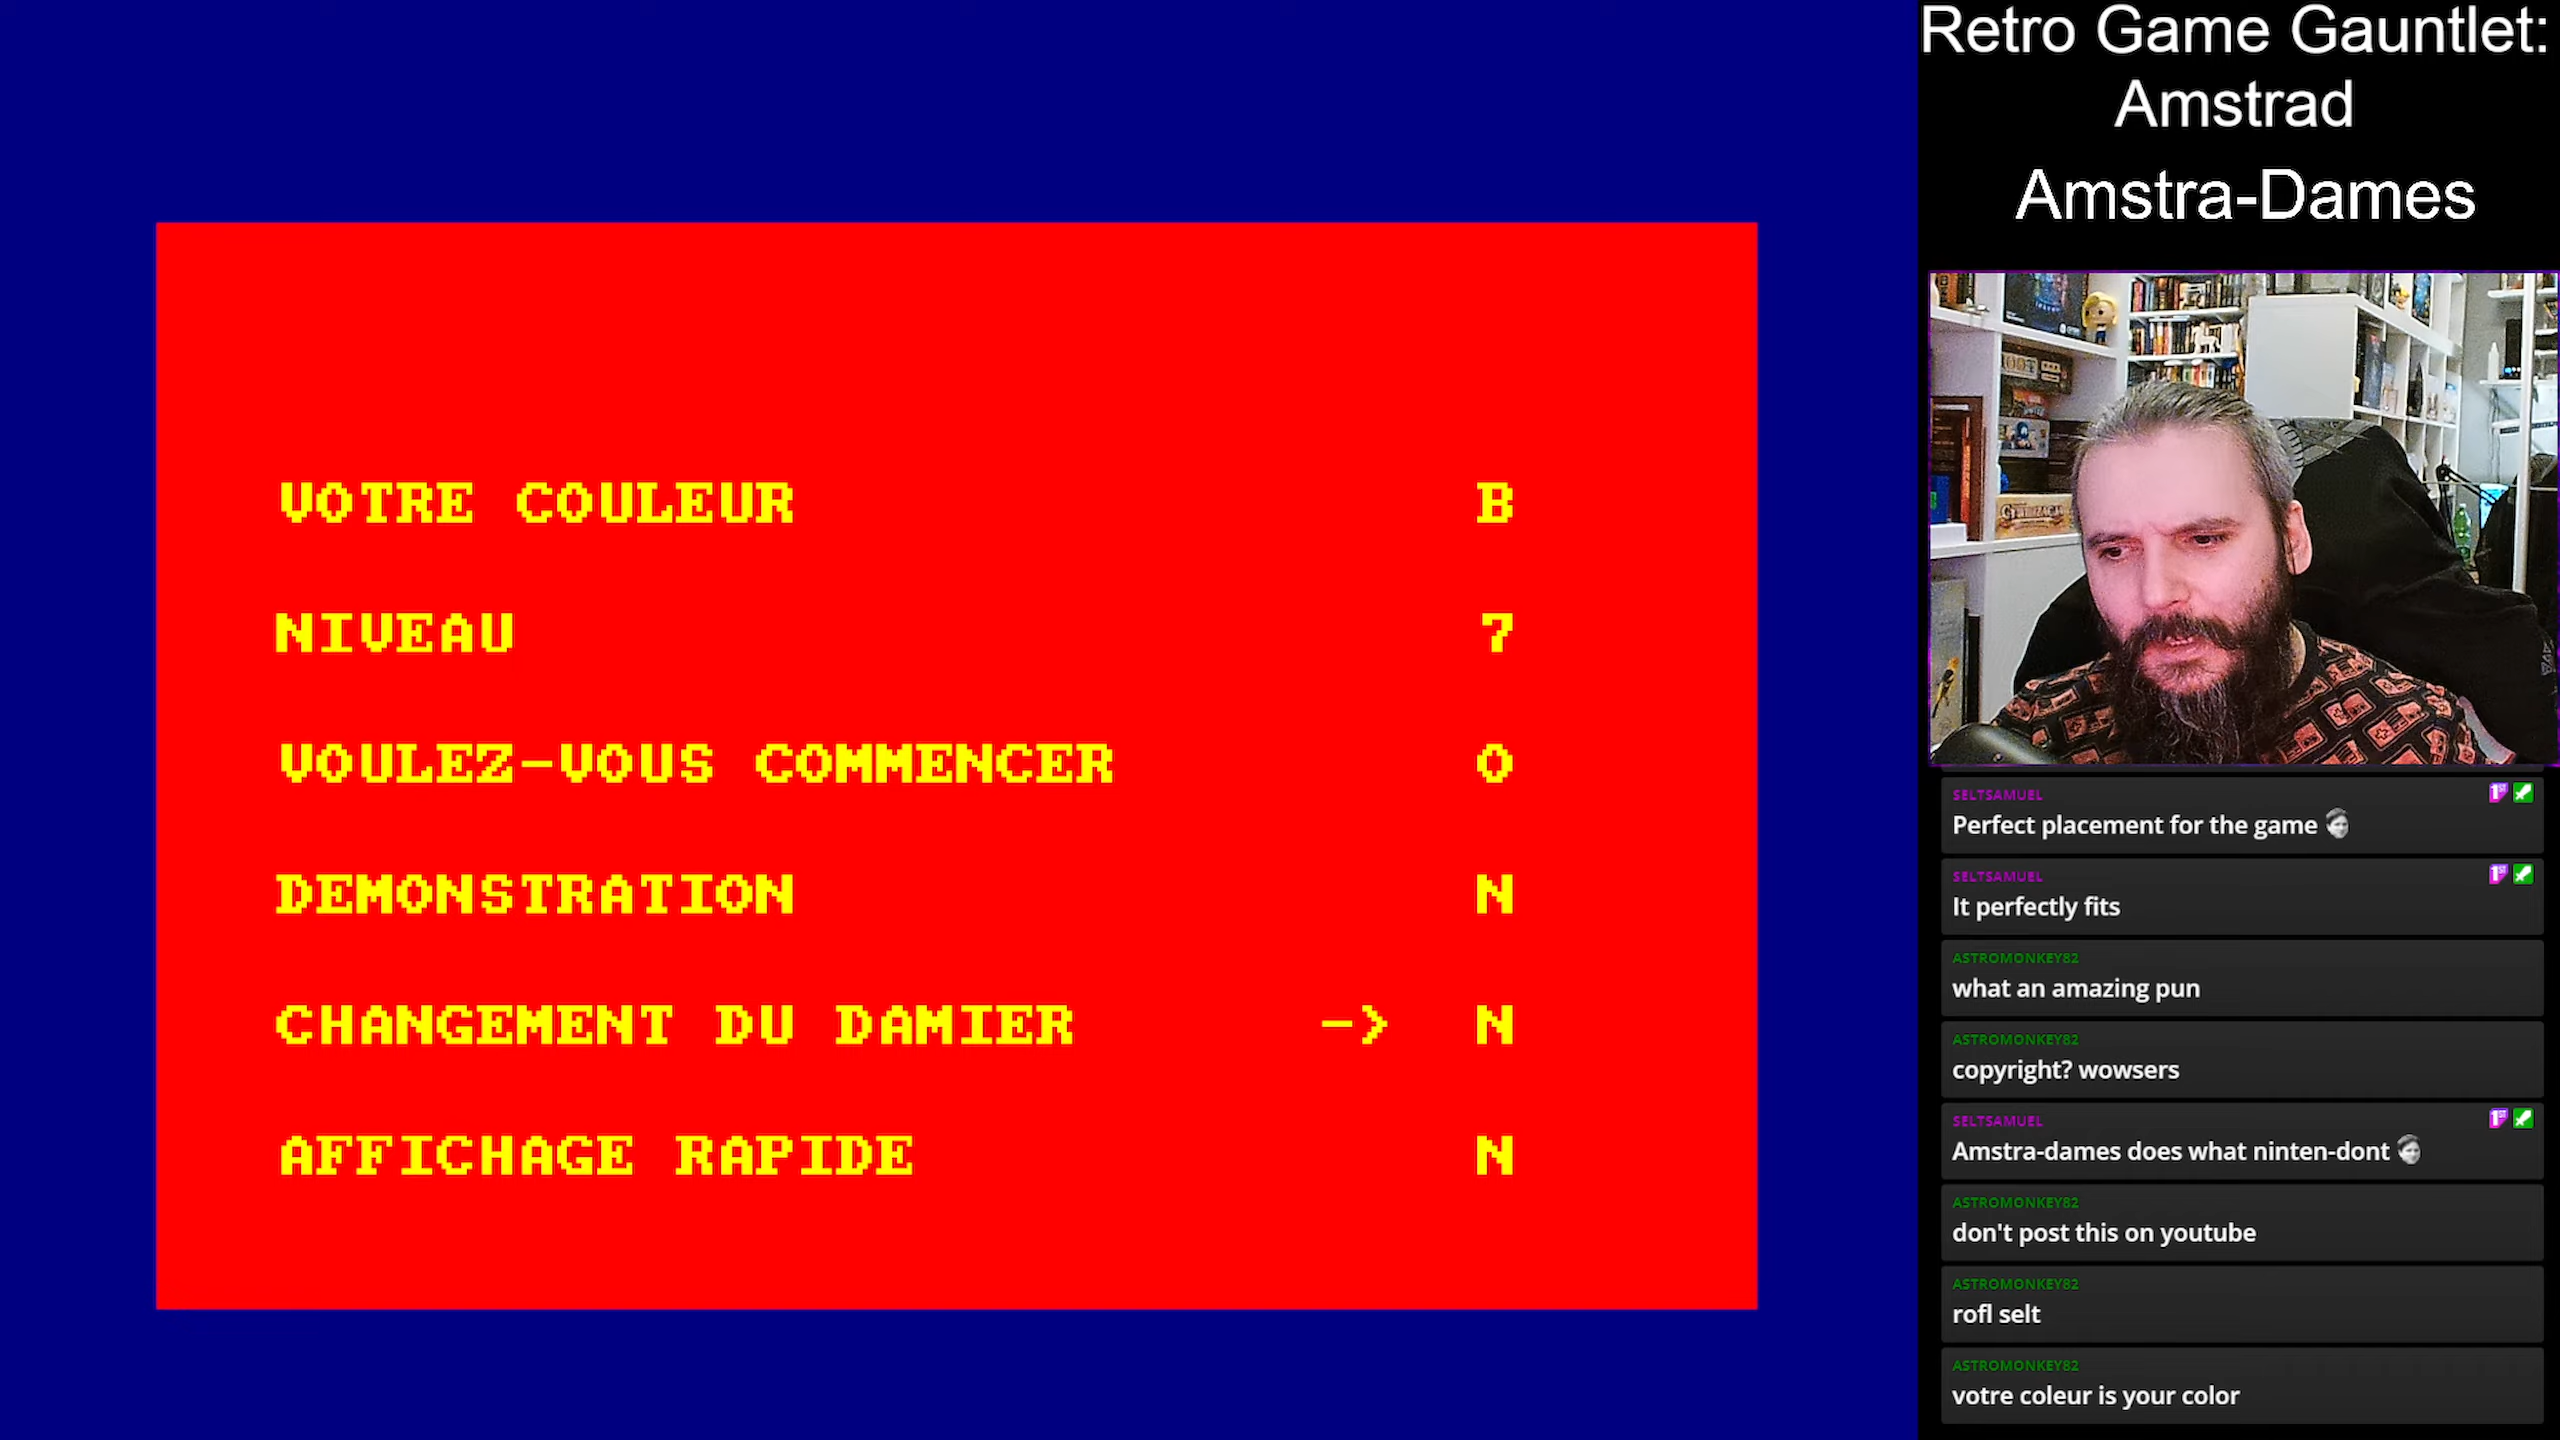 VOTRE COULEUR B
NIVEAU 7
VOULEZ-VOUS COMMENCER O
DEMONSTRATION N
CHANGEMENT DU DAMIER -> N
AFFICHAGE RAPIDE N
Retro Game Gauntlet:
Amstrad
Amstra-Dames
SELTSAMUEL
Perfect placement for the game
SELTSAMUEL
It perfectly fits
ASTROMONKEY82
what an amazing pun
ASTROMONKEY82
copyright? wowsers
SELTSAMUEL
Amstra-dames does what ninten-dont
ASTROMONKEY82
don't post this on youtube
ASTROMONKEY82
rofl selt
ASTROMONKEY82
votre coleur is your color